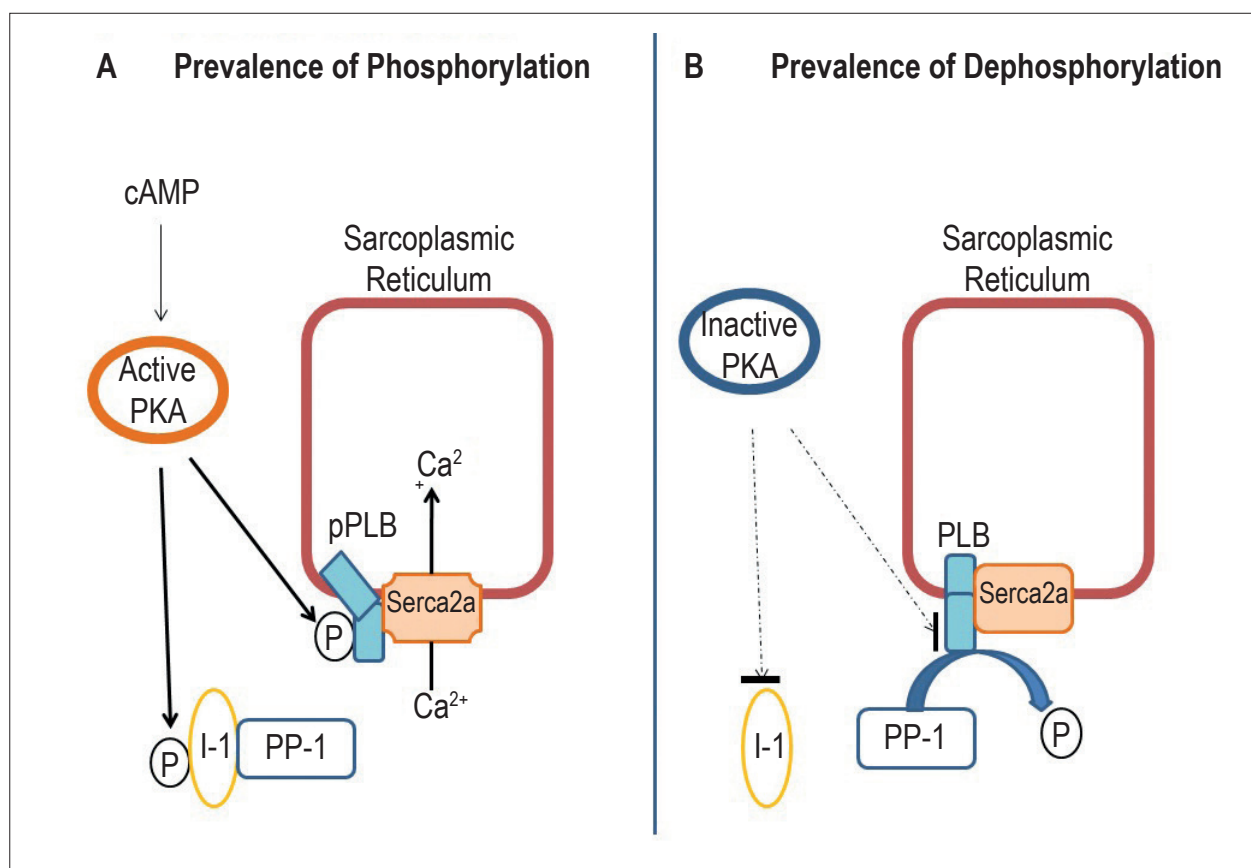 A Prevalence of Phosphorylation
cAMP
Sarcoplasmic
Reticulum
Active
PKA
Ca2
+
pPLB
Serca2a
P
Ca2+
P
I-1
PP-1
B Prevalence of Dephosphorylation
Sarcoplasmic
Reticulum
Inactive
PKA
PLB
Serca2a
PP-1
P
I-1